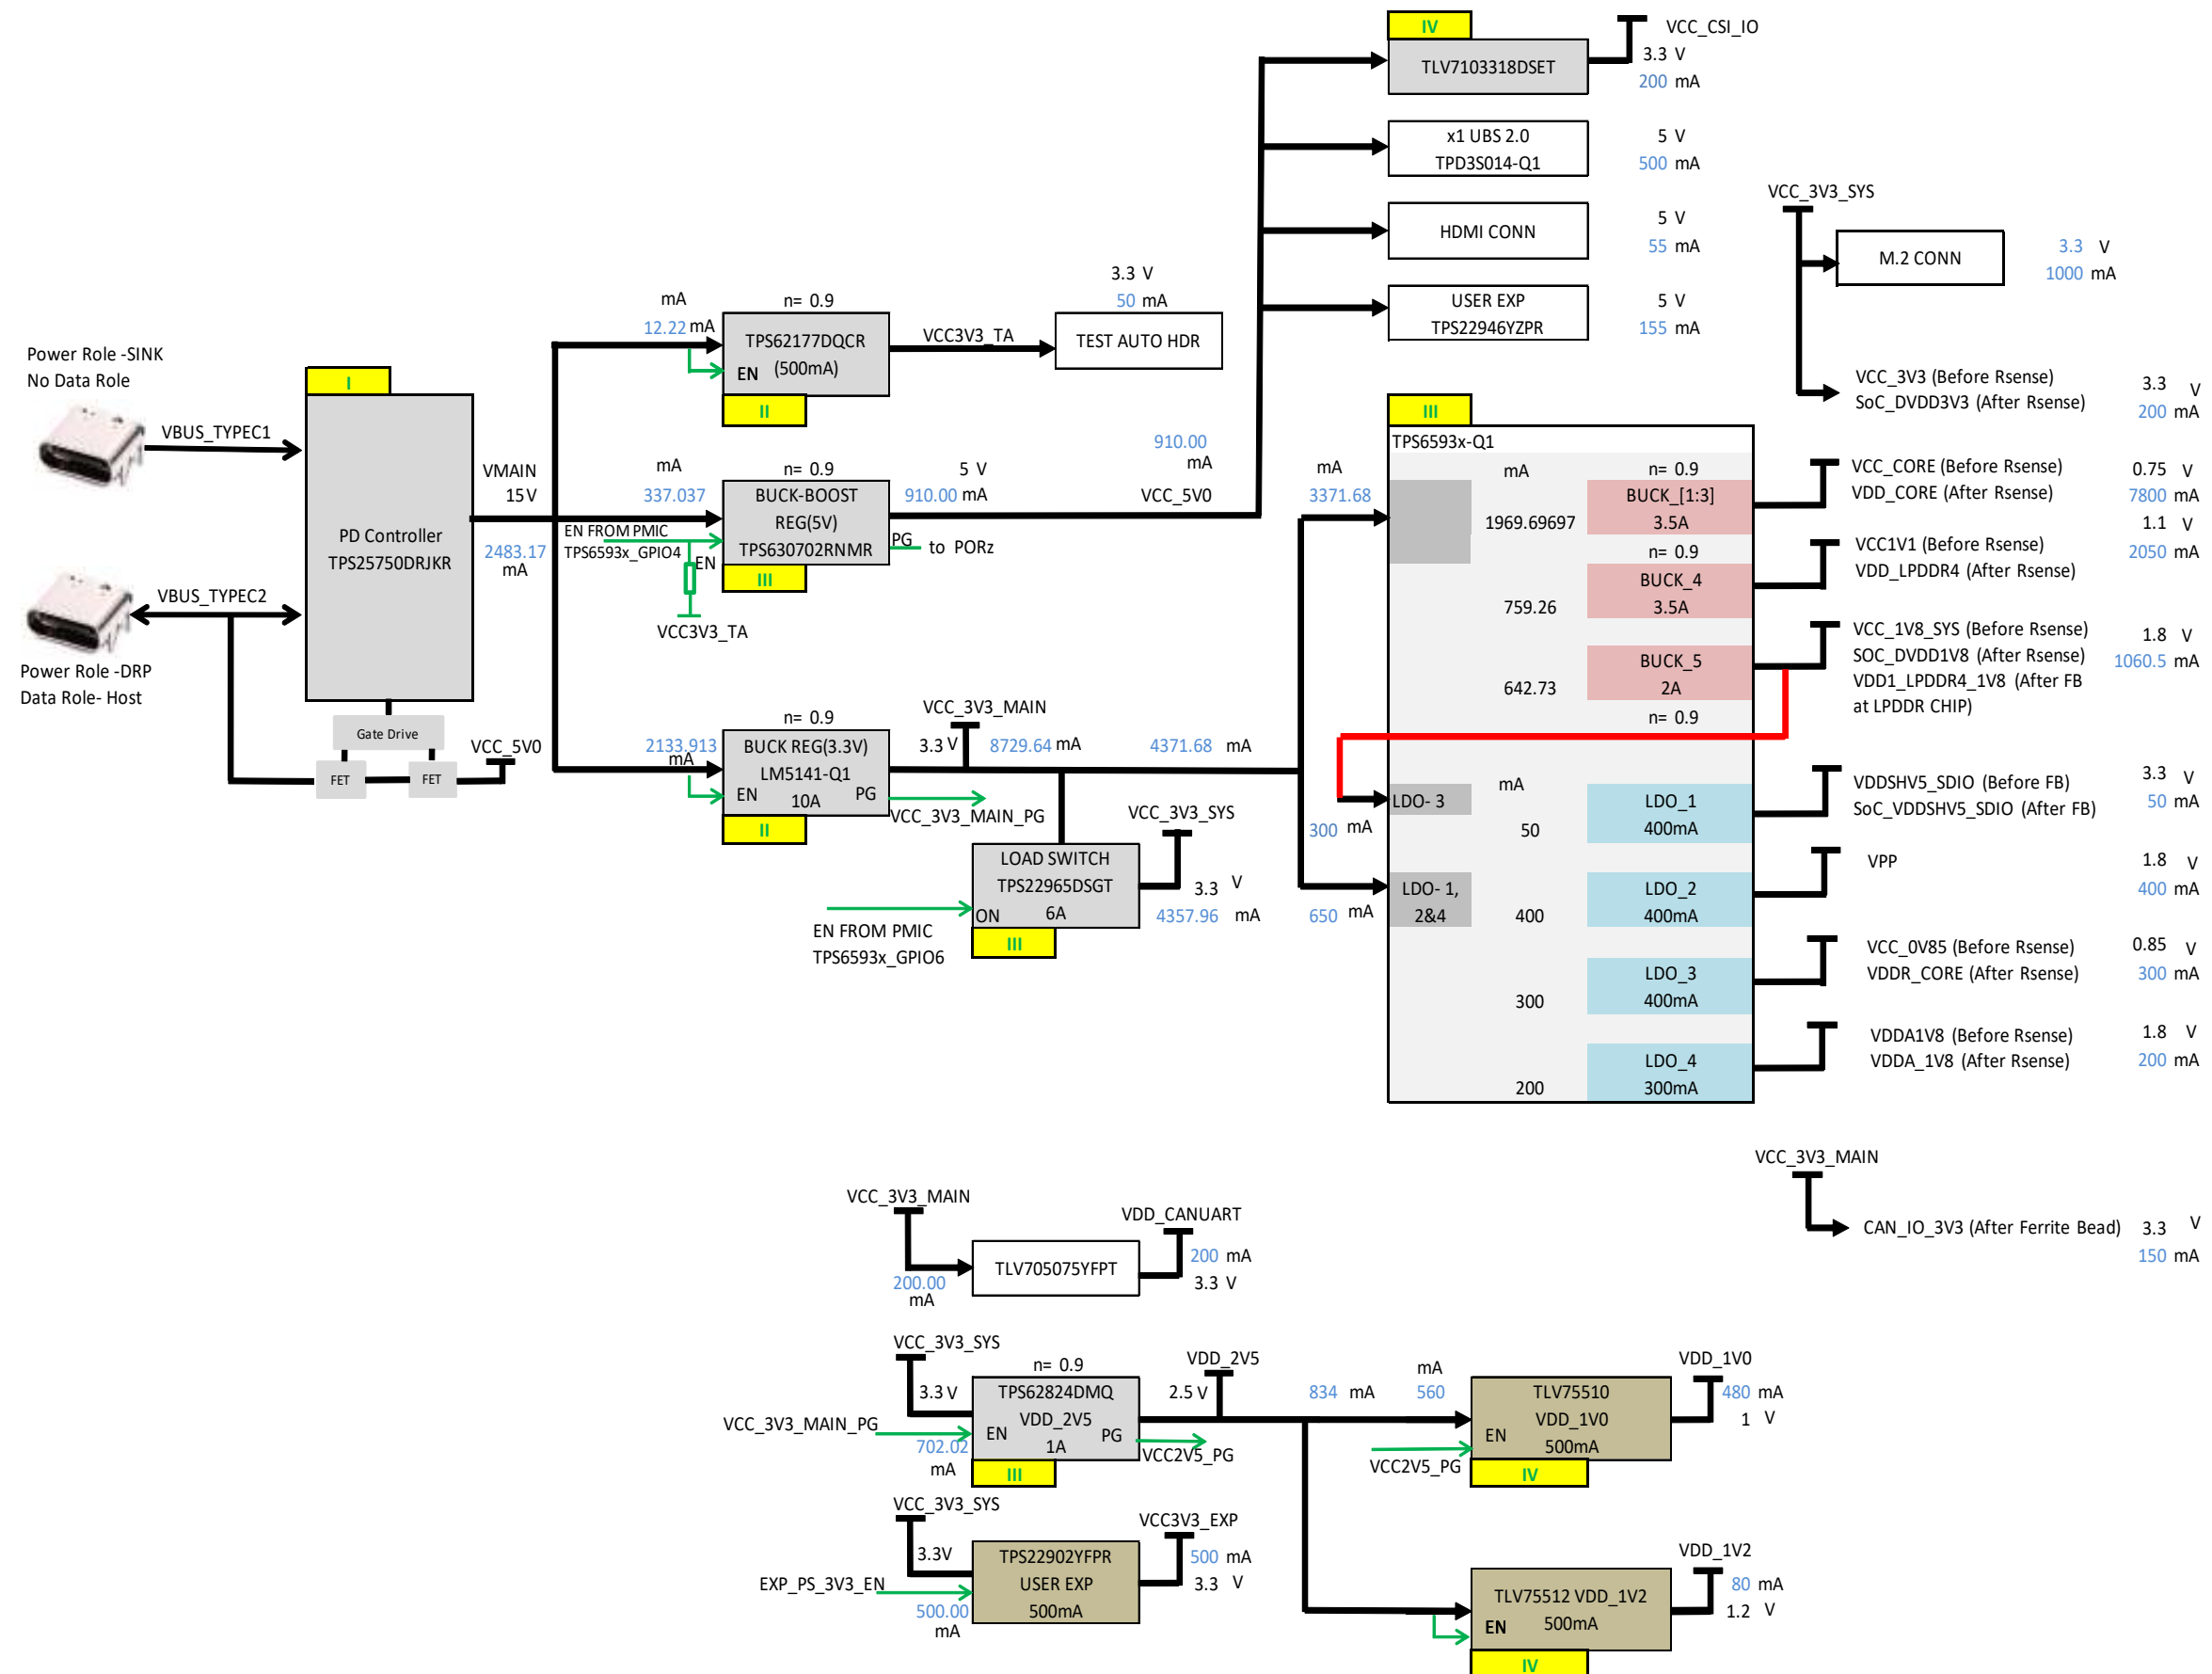 IV
TLV7103318DSET
VCC_CSI_IO
3.3 V
200 mA
x1 UBS 2.0
TPD3S014-Q1
5 V
500 mA
HDMI CONN
5 V
55 mA
USER EXP
TPS22946YZPR
5 V
155 mA
VCC_3V3_SYS
M.2 CONN
3.3 V
1000 mA
VCC_3V3 (Before Rsense)
SoC_DVDD3V3 (After Rsense)
3.3 V
200 mA
Power Role -SINK
No Data Role
VBUS_TYPEC1
VBUS_TYPEC2
Power Role -DRP
Data Role- Host
I
PD Controller
TPS25750DRJKR
Gate Drive
FET
FET
VCC_5V0
VMAIN
15V
2483.17
mA
mA
12.22 mA
n= 0.9
TPS62177DQCR
(500mA)
EN
II
VCC3V3_TA
3.3 V
50 mA
TEST AUTO HDR
mA
337.037
EN FROM PMIC
TPS6593x_GPIO4
EN
VCC3V3_TA
n= 0.9
BUCK-BOOST
REG(5V)
TPS630702RNMR
III
5 V
910.00 mA
PG to PORz
910.00
mA
VCC_5V0
2133.913
mA
n= 0.9
BUCK REG(3.3V)
LM5141-Q1
10A
EN
PG
II
VCC_3V3_MAIN
3.3 V
8729.64 mA
4371.68 mA
VCC_3V3_MAIN_PG
LOAD SWITCH
TPS22965DSGT
6A
ON
III
EN FROM PMIC
TPS6593x_GPIO6
VCC_3V3_SYS
3.3 V
4357.96 mA
mA
3371.68
300 mA
650 mA
III
TPS6593x-Q1
mA
n= 0.9
BUCK_[1:3]
3.5A
1969.69697
n= 0.9
BUCK_4
3.5A
759.26
BUCK_5
2A
642.73
n= 0.9
LDO- 3
mA
LDO_1
400mA
50
LDO- 1,
2&4
LDO_2
400mA
400
LDO_3
400mA
300
LDO_4
300mA
200
VCC_CORE (Before Rsense)
VDD_CORE (After Rsense)
0.75 V
7800 mA
VCC1V1 (Before Rsense)
VDD_LPDDR4 (After Rsense)
1.1 V
2050 mA
VCC_1V8_SYS (Before Rsense)
SOC_DVDD1V8 (After Rsense)
VDD1_LPDDR4_1V8 (After FB
at LPDDR CHIP)
1.8 V
1060.5 mA
VDDSHV5_SDIO (Before FB)
SoC_VDDSHV5_SDIO (After FB)
3.3 V
50 mA
VPP
1.8 V
400 mA
VCC_0V85 (Before Rsense)
VDDR_CORE (After Rsense)
0.85 V
300 mA
VDDA1V8 (Before Rsense)
VDDA_1V8 (After Rsense)
1.8 V
200 mA
VCC_3V3_MAIN
CAN_IO_3V3 (After Ferrite Bead)
3.3 V
150 mA
VCC_3V3_MAIN
200.00
mA
TLV705075YFPT
VDD_CANUART
200 mA
3.3 V
VCC_3V3_SYS
3.3 V
VCC_3V3_MAIN_PG
702.02
mA
n= 0.9
TPS62824DMQ
VDD_2V5
1A
EN
PG
III
VCC2V5_PG
VDD_2V5
2.5 V
834 mA
mA
560
VCC2V5_PG
TLV75510
VDD_1V0
500mA
EN
IV
VDD_1V0
480 mA
1 V
VCC_3V3_SYS
3.3V
EXP_PS_3V3_EN
500.00
mA
TPS22902YFPR
USER EXP
500mA
VCC3V3_EXP
500 mA
3.3 V
TLV75512 VDD_1V2
500mA
EN
IV
VDD_1V2
80 mA
1.2 V